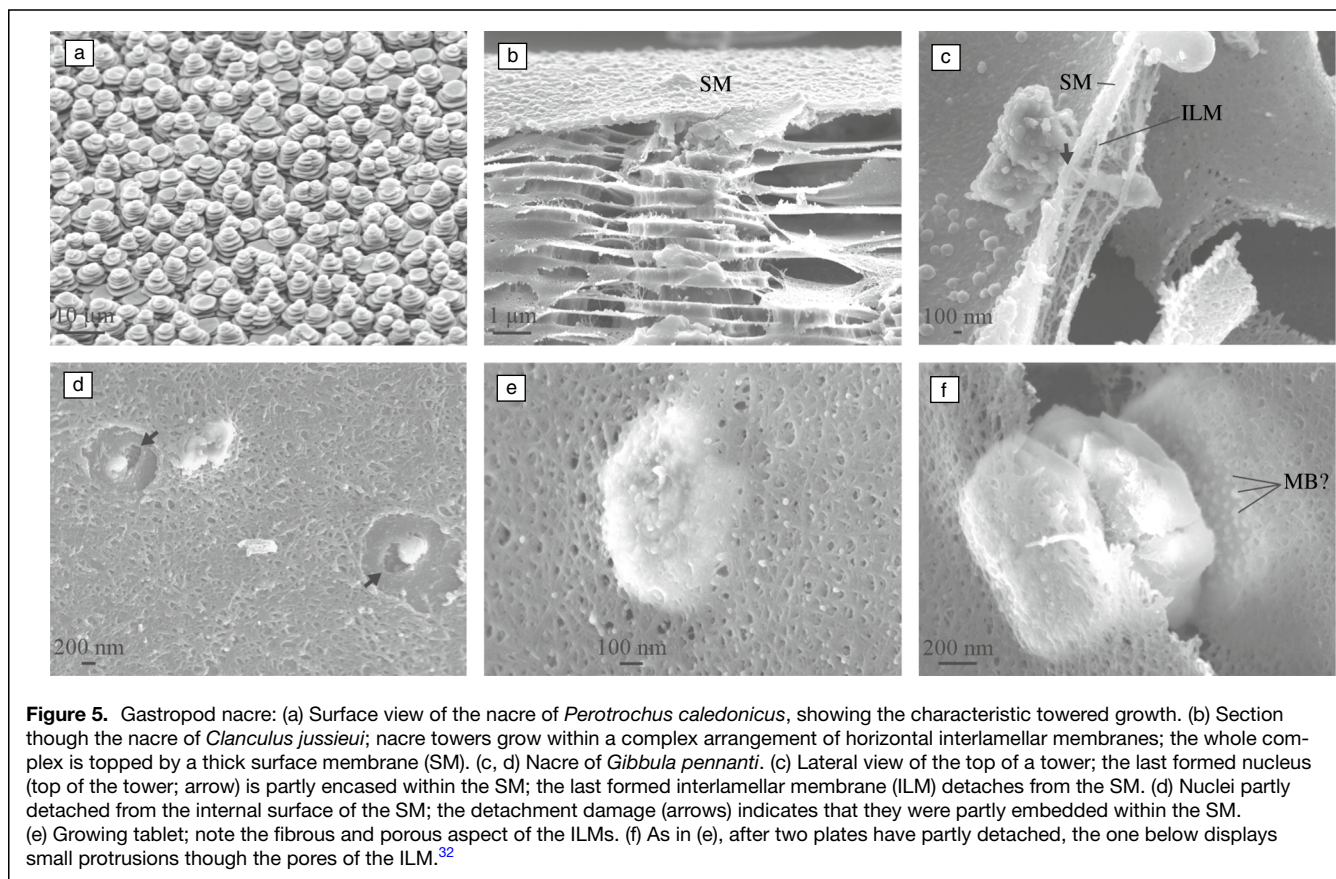 a
10 μm
b
SM
1 μm
c
SM
ILM
100 nm
d
200 nm
e
100 nm
f
MB?
200 nm
Figure 5. Gastropod nacre: (a) Surface view of the nacre of Perotrochus caledonicus, showing the characteristic towered growth. (b) Section
though the nacre of Clanculus jussieui; nacre towers grow within a complex arrangement of horizontal interlamellar membranes; the whole com-
plex is topped by a thick surface membrane (SM). (c, d) Nacre of Gibbula pennanti. (c) Lateral view of the top of a tower; the last formed nucleus
(top of the tower; arrow) is partly encased within the SM; the last formed interlamellar membrane (ILM) detaches from the SM. (d) Nuclei partly
detached from the internal surface of the SM; the detachment damage (arrows) indicates that they were partly embedded within the SM.
(e) Growing tablet; note the fibrous and porous aspect of the ILMs. (f) As in (e), after two plates have partly detached, the one below displays
small protrusions though the pores of the ILM.32